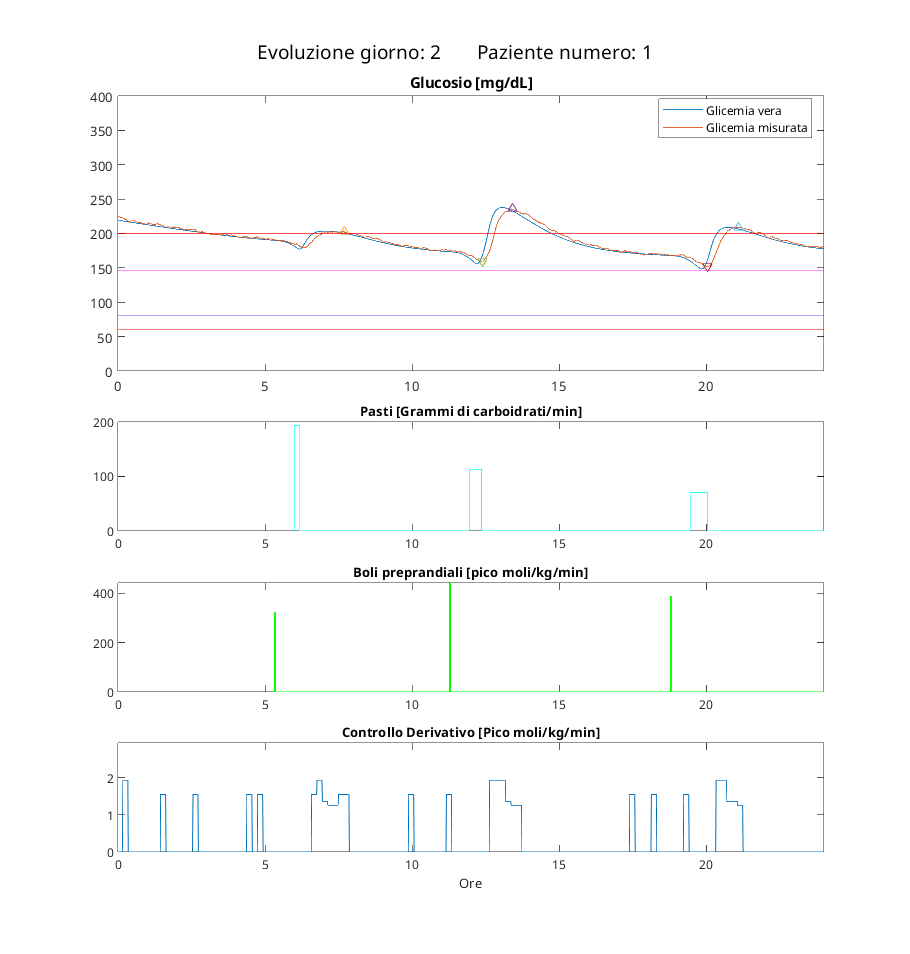 Evoluzione giorno: 2 Paziente numero: 1
Glucosio [mg/dL]
400
350
300
250
200
150
100
50
0
Glicemia vera
Glicemia misurata
0 5 10 15 20
Pasti [Grammi di carboidrati/min]
200
100
0
0 5 10 15 20
Boli preprandiali [pico moli/kg/min]
400
200
0
0 5 10 15 20
Controllo Derivativo [Pico moli/kg/min]
2
1
0
0 5 10 15 20
Ore